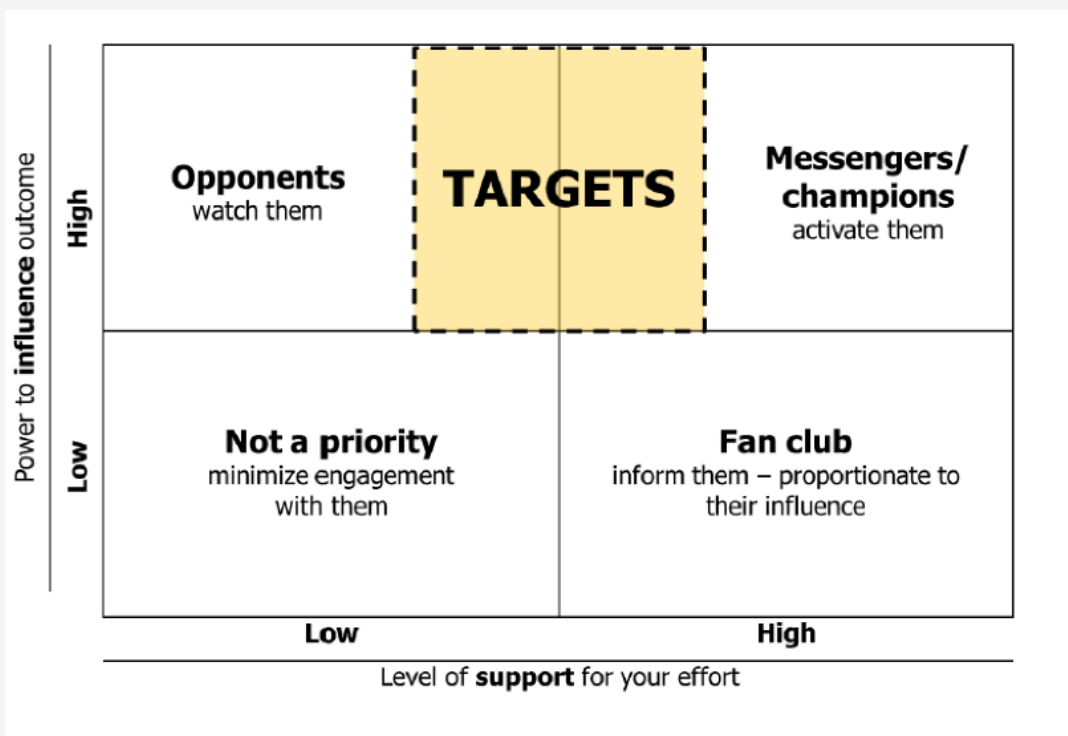 Power to influence outcome
High
Low
Opponents
watch them
TARGETS
Messengers/
champions
activate them
Not a priority
minimize engagement
with them
Fan club
inform them – proportionate to
their influence
Low
High
Level of support for your effort